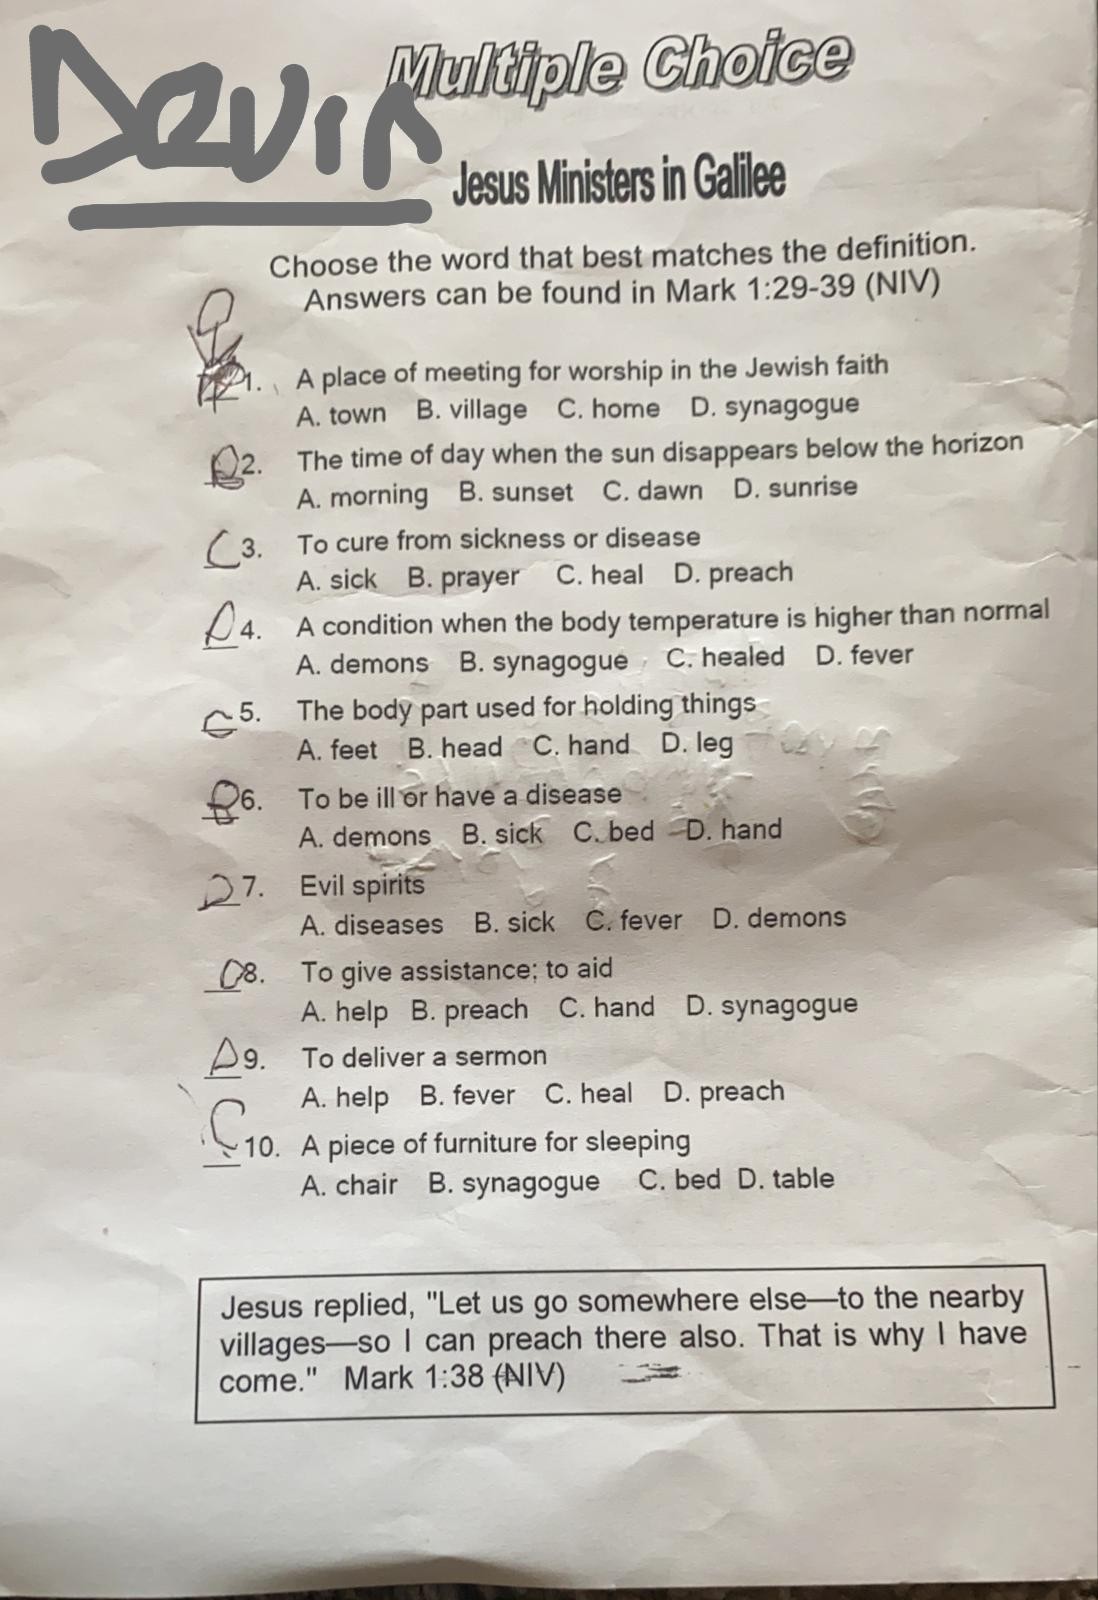 Devin
Multiple Choice
Jesus Ministers in Galilee
Choose the word that best matches the definition.
Answers can be found in Mark 1:29-39 (NIV)
1. A place of meeting for worship in the Jewish faith
A. town B. village C. home D. synagogue
2. The time of day when the sun disappears below the horizon
A. morning B. sunset C. dawn D. sunrise
C 3. To cure from sickness or disease
A. sick B. prayer C. heal D. preach
D 4. A condition when the body temperature is higher than normal
A. demons B. synagogue C. healed D. fever
C 5. The body part used for holding things
A. feet B. head C. hand D. leg
B 6. To be ill or have a disease
A. demons B. sick C. bed D. hand
D 7. Evil spirits
A. diseases B. sick C. fever D. demons
8. To give assistance; to aid
A. help B. preach C. hand D. synagogue
D 9. To deliver a sermon
A. help B. fever C. heal D. preach
C 10. A piece of furniture for sleeping
A. chair B. synagogue C. bed D. table
Jesus replied, "Let us go somewhere else—to the nearby
villages—so I can preach there also. That is why I have
come." Mark 1:38 (NIV)